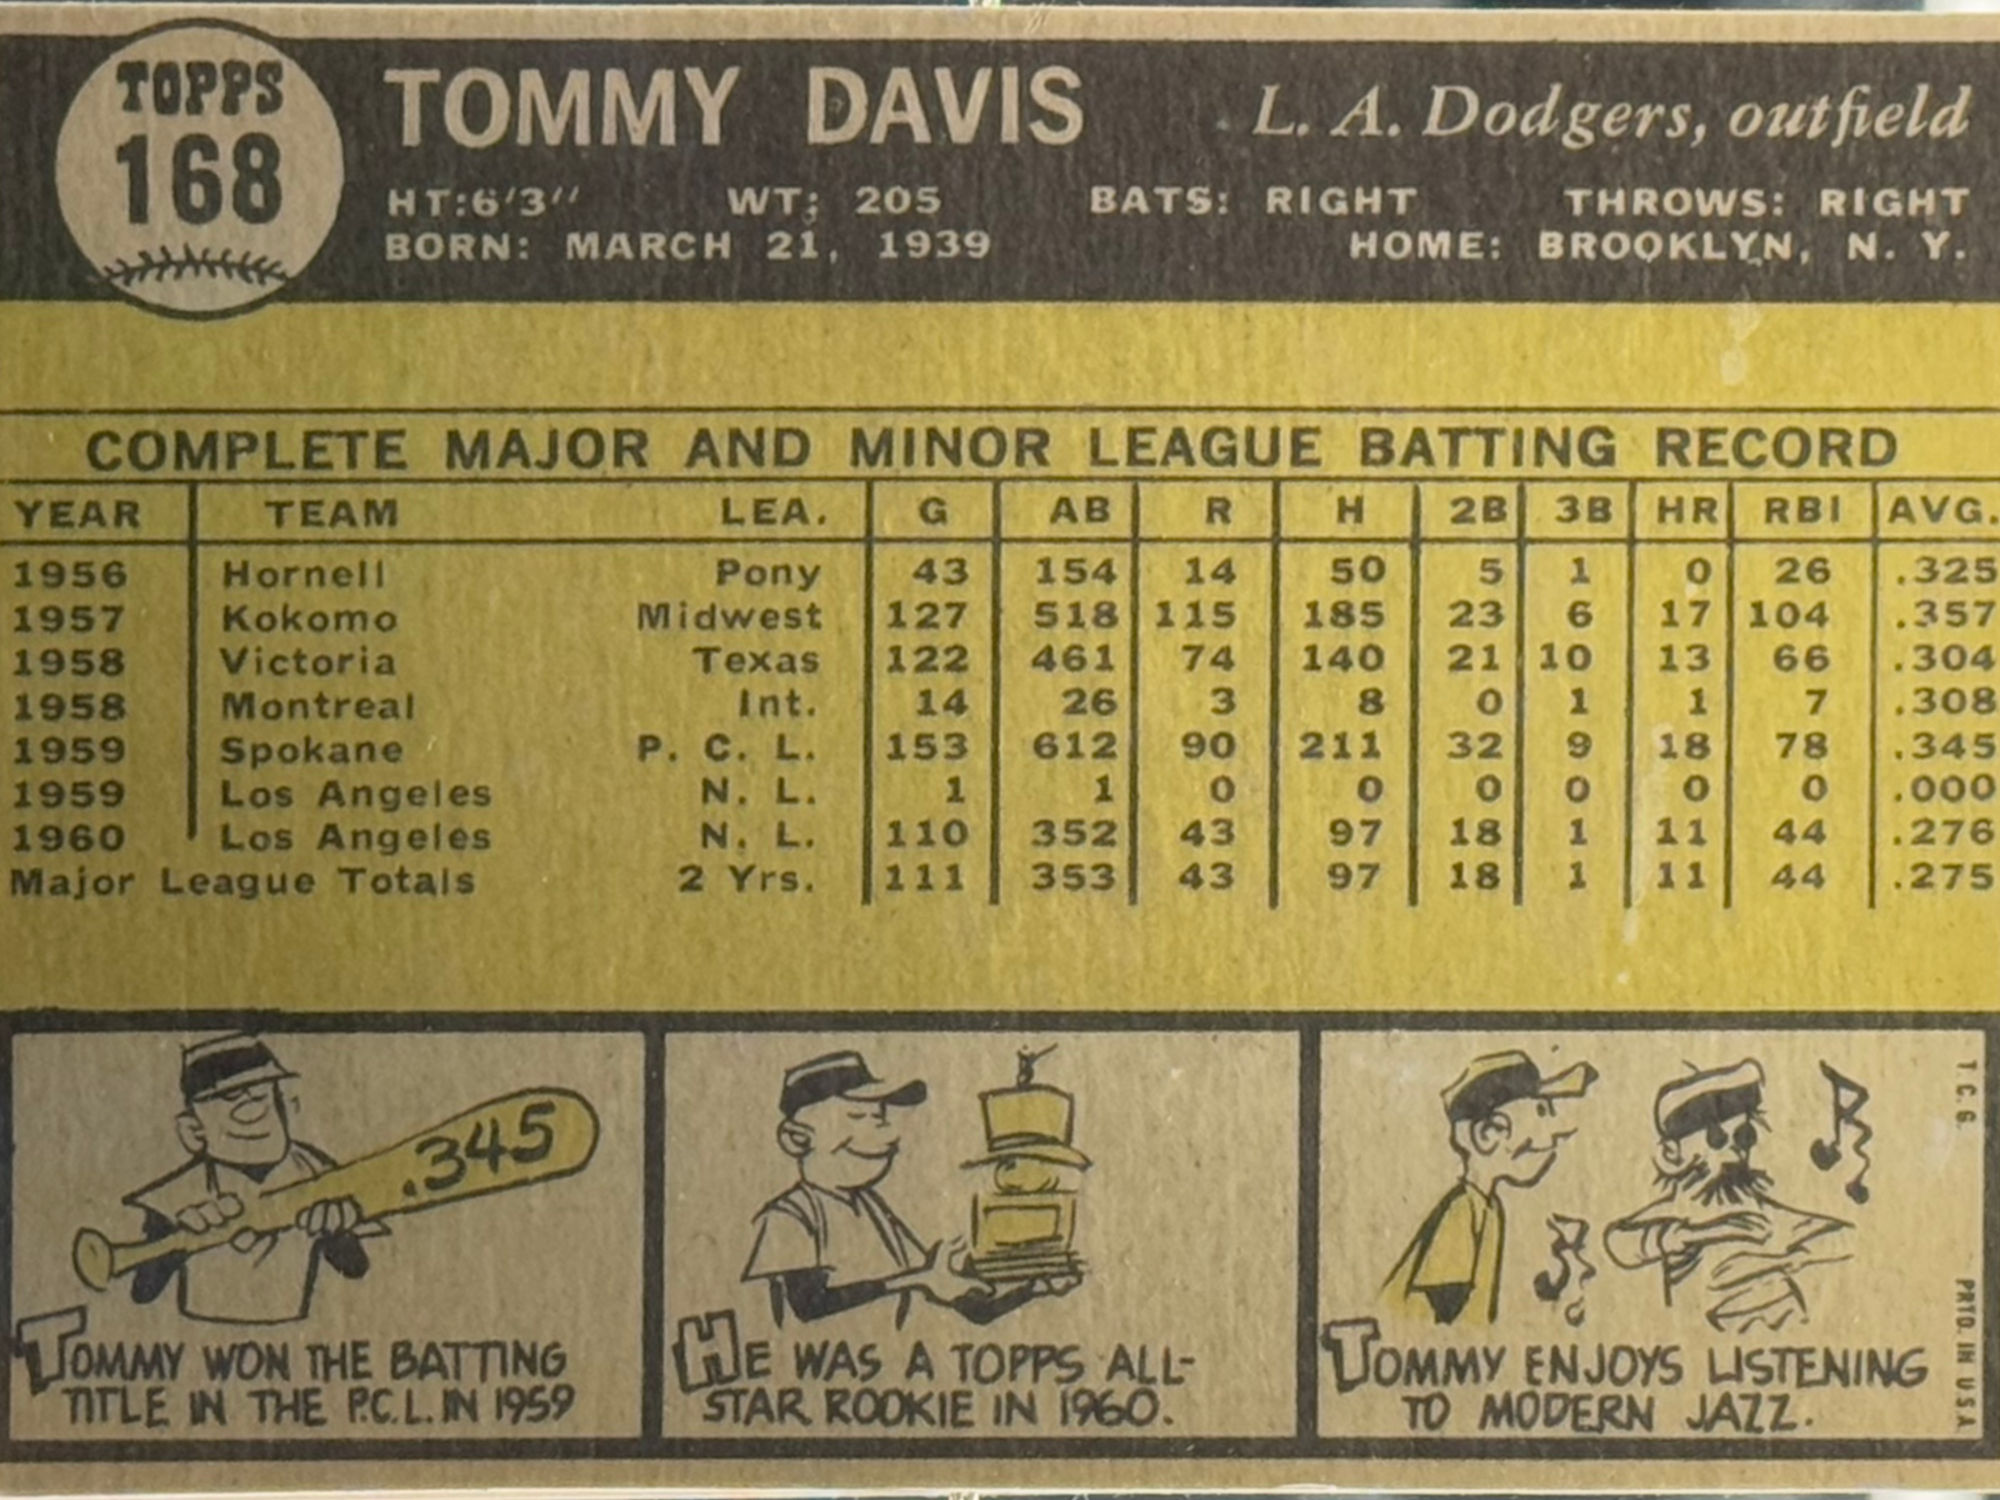 TOPPS
168
TOMMY DAVIS L. A. Dodgers, outfield
HT:6'3" WT: 205 BATS: RIGHT THROWS: RIGHT
BORN: MARCH 21, 1939 HOME: BROOKLYN, N. Y.
COMPLETE MAJOR AND MINOR LEAGUE BATTING RECORD
YEAR TEAM LEA. G AB R H 2B 3B HR RBI AVG.
1956 Hornell Pony 43 154 14 50 5 1 0 26 .325
1957 Kokomo Midwest 127 518 115 185 23 6 17 104 .357
1958 Victoria Texas 122 461 74 140 21 10 13 66 .304
1958 Montreal Int. 14 26 3 8 0 1 1 7 .308
1959 Spokane P. C. L. 153 612 90 211 32 9 18 78 .345
1959 Los Angeles N. L. 1 1 0 0 0 0 0 0 .000
1960 Los Angeles N. L. 110 352 43 97 18 1 11 44 .276
Major League Totals 2 Yrs. 111 353 43 97 18 1 11 44 .275
.345
TOMMY WON THE BATTING
TITLE IN THE P.C.L. IN 1959
HE WAS A TOPPS ALL-
STAR ROOKIE IN 1960.
TOMMY ENJOYS LISTENING
TO MODERN JAZZ.
T. C. G. PRTD. IN U.S.A.